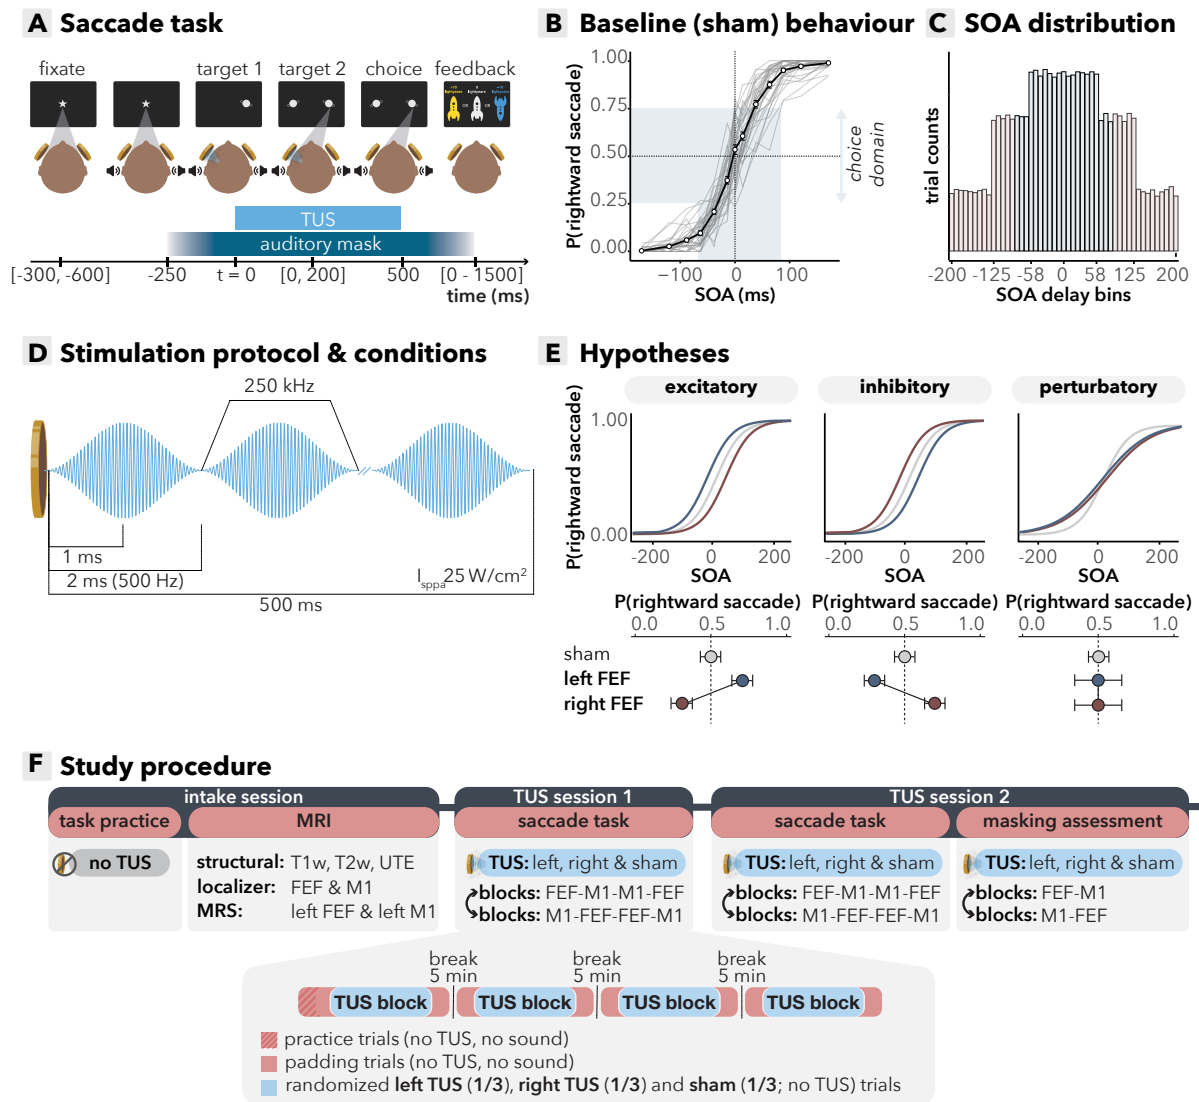 A Saccade task
fixate
target 1
target 2
choice
feedback
OR
OR
TUS
auditory mask
[-300,-600]
-250
t = 0
[0, 200]
500
[0 - 1500]
time (ms)
B Baseline (sham) behaviour
P(rightward saccade)
1.00
0.75
0.50
0.25
0.00
−100
0
100
SOA (ms)
choice
domain
C SOA distribution
trial counts
-200 -125 -58 0 58 125 200
SOA delay bins
D Stimulation protocol & conditions
250 kHz
1 ms
2 ms (500 Hz)
Isppa25 W/cm²
500 ms
E Hypotheses
excitatory
inhibitory
perturbatory
P(rightward saccade)
1.00
0.00
-200 0 200
SOA
-200 0 200
SOA
-200 0 200
SOA
P(rightward saccade)
P(rightward saccade)
P(rightward saccade)
0.0 0.5 1.0
0.0 0.5 1.0
0.0 0.5 1.0
sham
left FEF
right FEF
F Study procedure
intake session
task practice
MRI
no TUS
structural: T1w, T2w, UTE
localizer: FEF & M1
MRS: left FEF & left M1
TUS session 1
saccade task
TUS: left, right & sham
blocks: FEF-M1-M1-FEF
blocks: M1-FEF-FEF-M1
TUS session 2
saccade task
TUS: left, right & sham
blocks: FEF-M1-M1-FEF
blocks: M1-FEF-FEF-M1
masking assessment
TUS: left, right & sham
blocks: FEF-M1
blocks: M1-FEF
break
5 min
break
5 min
break
5 min
TUS block
TUS block
TUS block
TUS block
practice trials (no TUS, no sound)
padding trials (no TUS, no sound)
randomized left TUS (1/3), right TUS (1/3) and sham (1/3; no TUS) trials